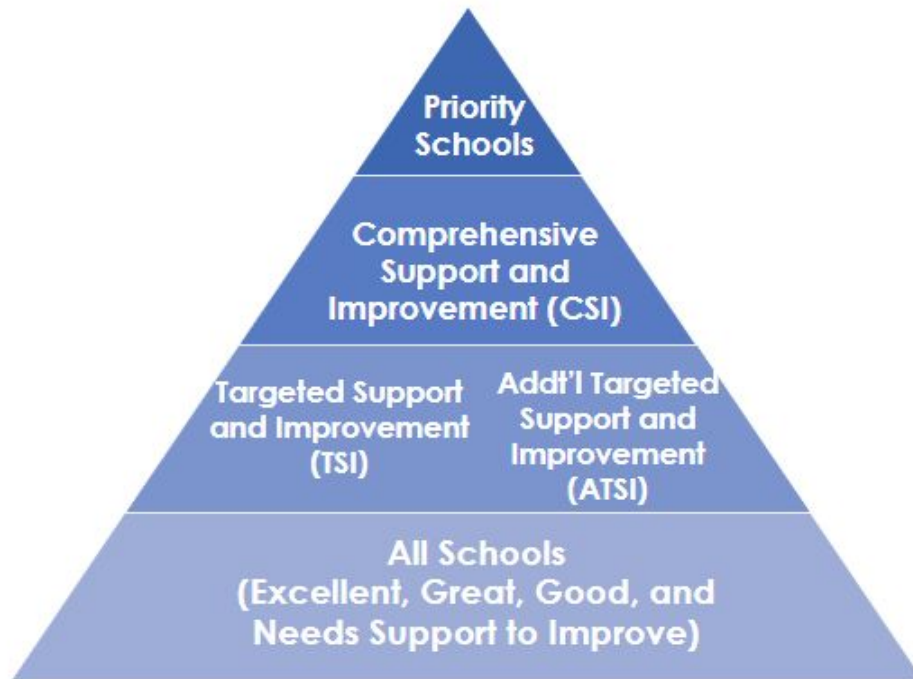 Priority
Schools
Comprehensive
Support and
Improvement (CSI)
Targeted Support
and Improvement
(TSI)
Addt'l Targeted
Support and
Improvement
(ATSI)
All Schools
(Excellent, Great, Good, and
Needs Support to Improve)